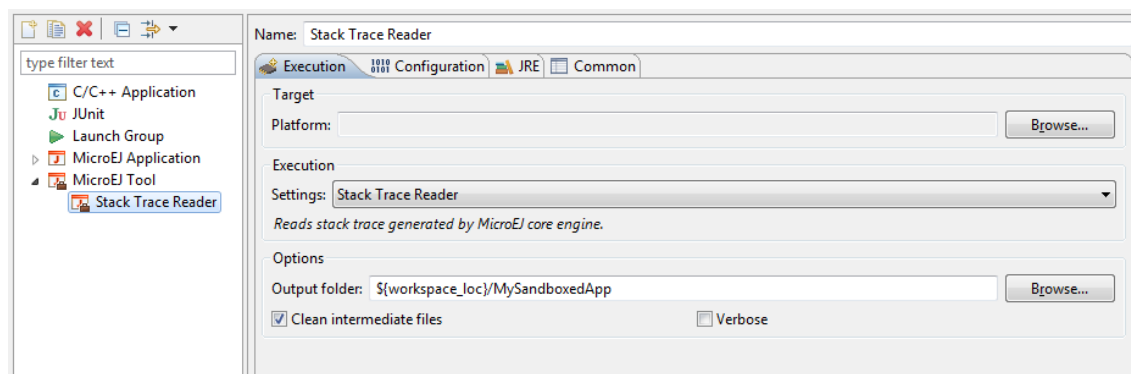 type filter text
C/C++ Application
JUnit
Launch Group
MicroEJ Application
MicroEJ Tool
Stack Trace Reader
Name: Stack Trace Reader
Execution Configuration JRE Common
Target
Platform: Browse...
Execution
Settings: Stack Trace Reader
Reads stack trace generated by MicroEJ core engine.
Options
Output folder: ${workspace_loc}/MySandboxedApp Browse...
Clean intermediate files Verbose